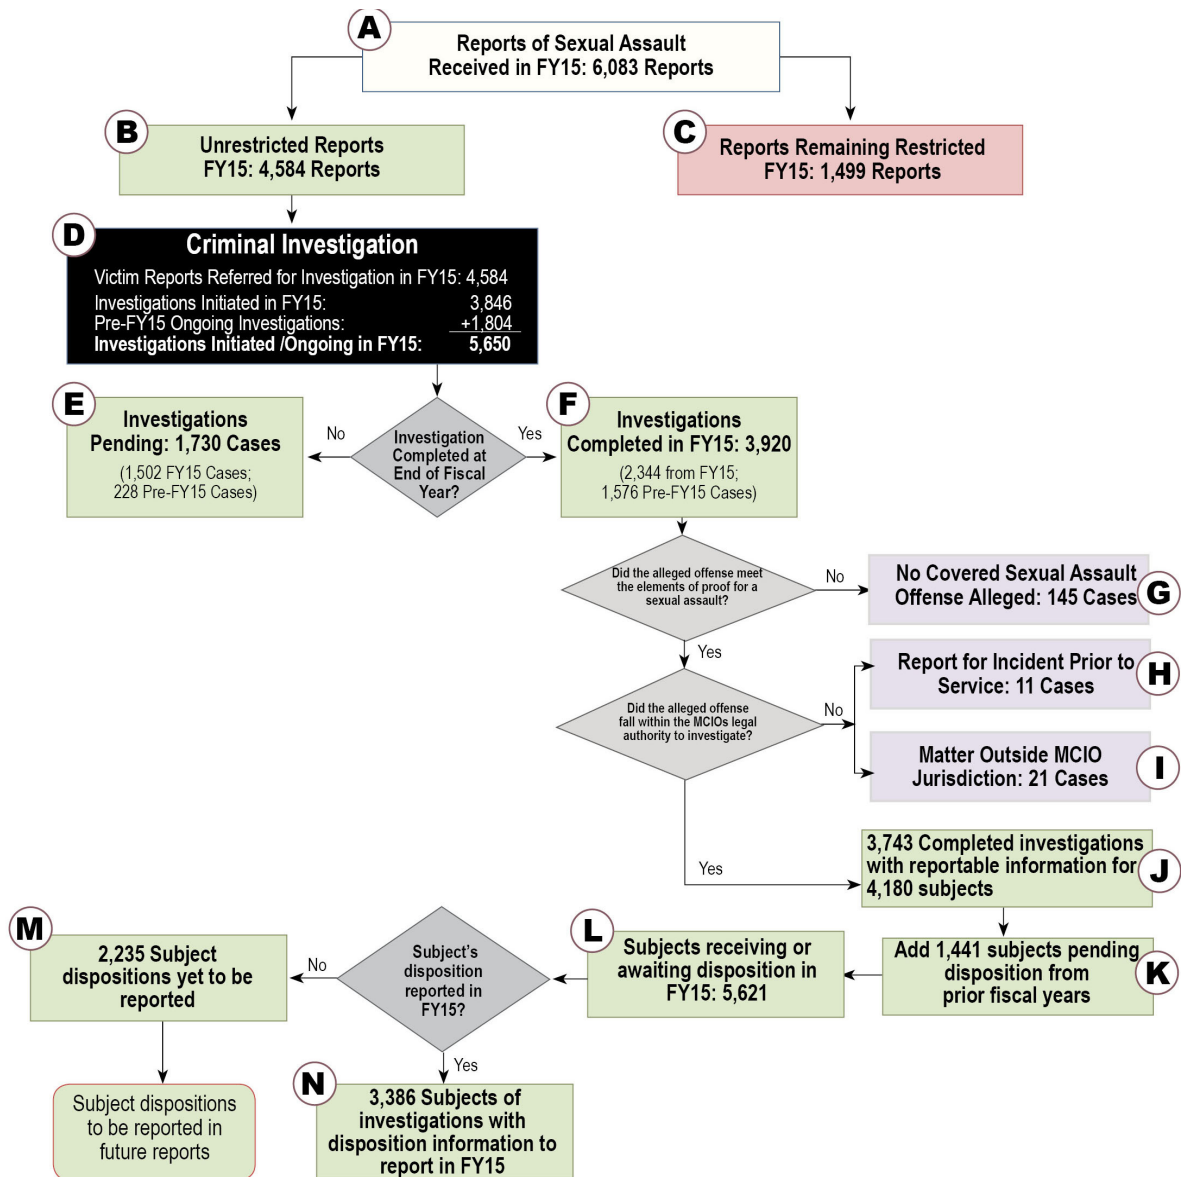 A
Reports of Sexual Assault
Received in FY15: 6,083 Reports
B
Unrestricted Reports
FY15: 4,584 Reports
C
Reports Remaining Restricted
FY15: 1,499 Reports
D
Criminal Investigation
Victim Reports Referred for Investigation in FY15: 4,584
Investigations Initiated in FY15: 3,846
Pre-FY15 Ongoing Investigations: +1,804
Investigations Initiated /Ongoing in FY15: 5,650
E
Investigations
Pending: 1,730 Cases
(1,502 FY15 Cases;
228 Pre-FY15 Cases)
No
Investigation
Completed at
End of Fiscal
Year?
Yes
F
Investigations
Completed in FY15: 3,920
(2,344 from FY15;
1,576 Pre-FY15 Cases)
Did the alleged offense meet
the elements of proof for a
sexual assault?
No
No Covered Sexual Assault
Offense Alleged: 145 Cases
G
Yes
Did the alleged offense
fall within the MCIOs legal
authority to investigate?
No
Report for Incident Prior to
Service: 11 Cases
H
Matter Outside MCIO
Jurisdiction: 21 Cases
I
Yes
3,743 Completed investigations
with reportable information for
4,180 subjects
J
Add 1,441 subjects pending
disposition from
prior fiscal years
K
L
Subjects receiving or
awaiting disposition in
FY15: 5,621
Subject's
disposition
reported in
FY15?
No
M
2,235 Subject
dispositions yet to be
reported
Subject dispositions
to be reported in
future reports
Yes
N
3,386 Subjects of
investigations with
disposition information to
report in FY15